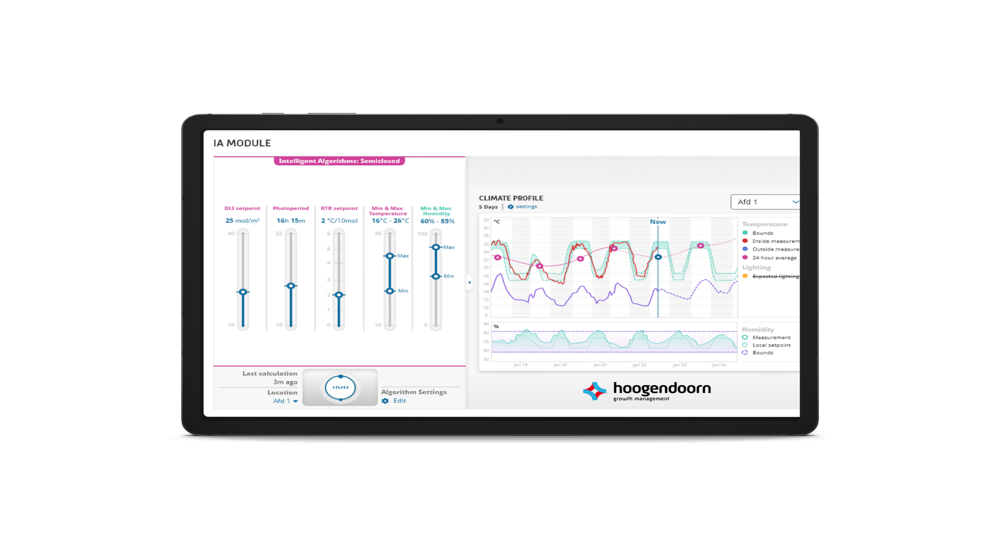 IA MODULE
Intelligent Algorithms: Semiclosed
DLI setpoint
25 mol/m²
40
10
Photoperiod
16h 15m
22
10
RTR setpoint
2 °C/10mol
6
5
4
3
2
1
0
Min & Max
Temperature
16°C - 26°C
30
Max
Min
10
Min & Max
Humidity
60% - 85%
100
Max
Min
0
Last calculation
3m ago
Location
Afd 1
IIVO
Algorithm Settings
Edit
CLIMATE PROFILE
5 Days | settings
Afd 1
°C
Now
32
30
28
26
24
22
20
18
16
14
12
10
8
Temperature
Bounds
Inside measurem
Outside measure
24 hour average
Lighting
Expected lighting
%
90
80
70
60
50
Jan 19 Jan 20 Jan 21 Jan 22 Jan 23 Jan 24
Humidity
Measurement
Local setpoint
Bounds
hoogendoorn
growth management